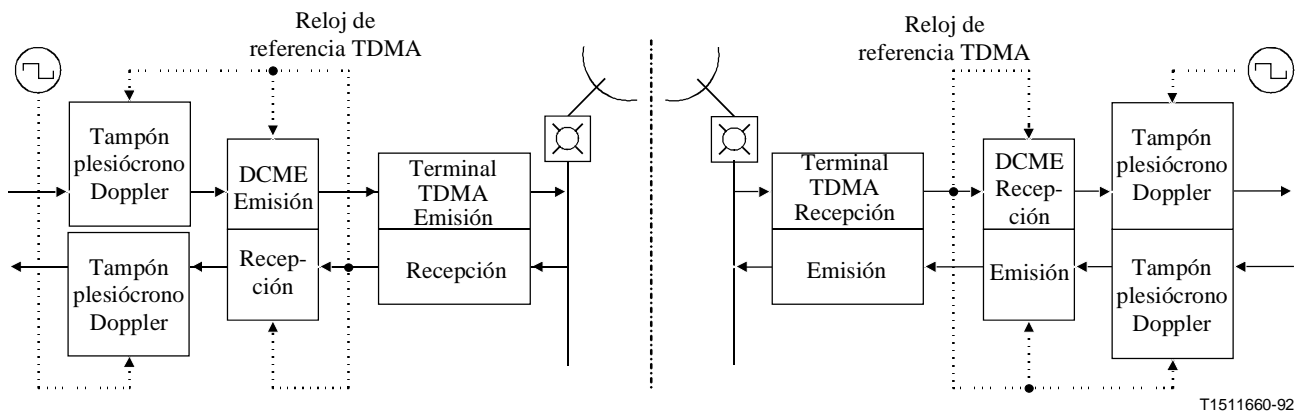 Reloj de
referencia TDMA
Tampón
plesiócrono
Doppler
DCME
Emisión
Terminal
TDMA
Emisión
Tampón
plesiócrono
Doppler
Recep-
ción
Recepción
Reloj de
referencia TDMA
Terminal
TDMA
Recepción
DCME
Recep-
ción
Tampón
plesiócrono
Doppler
Emisión
Emisión
Tampón
plesiócrono
Doppler
T1511660-92